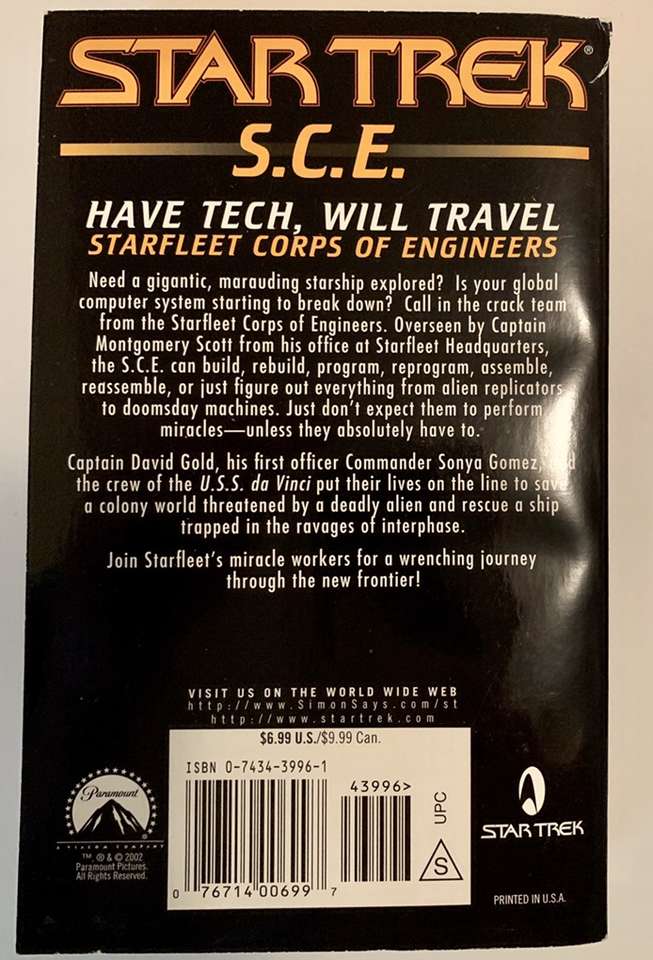 STAR TREK®
S.C.E.
HAVE TECH, WILL TRAVEL
STARFLEET CORPS OF ENGINEERS
Need a gigantic, marauding starship explored? Is your global
computer system starting to break down? Call in the crack team
from the Starfleet Corps of Engineers. Overseen by Captain
Montgomery Scott from his office at Starfleet Headquarters,
the S.C.E. can build, rebuild, program, reprogram, assemble,
reassemble, or just figure out everything from alien replicators
to doomsday machines. Just don't expect them to perform
miracles—unless they absolutely have to.
Captain David Gold, his first officer Commander Sonya Gomez, and
the crew of the U.S.S. da Vinci put their lives on the line to save
a colony world threatened by a deadly alien and rescue a ship
trapped in the ravages of interphase.
Join Starfleet's miracle workers for a wrenching journey
through the new frontier!
VISIT US ON THE WORLD WIDE WEB
http://www.SimonSays.com/st
http://www.startrek.com
$6.99 U.S./$9.99 Can.
ISBN 0-7434-3996-1
43996>
UPC
S
0 76714 00699 7
Paramount
A VIACOM COMPANY
TM ® & © 2002
Paramount Pictures.
All Rights Reserved.
STAR TREK
PRINTED IN U.S.A.